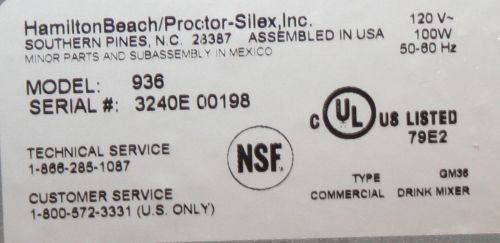 HamiltonBeach/Proctor-Silex,Inc.
SOUTHERN PINES, N.C. 28387 ASSEMBLED IN USA
MINOR PARTS AND SUBASSEMBLY IN MEXICO
120 V~
100W
50-60 Hz
MODEL: 936
SERIAL #: 3240E 00198
C UL US LISTED
79E2
NSF
TECHNICAL SERVICE
1-866-285-1087
CUSTOMER SERVICE
1-800-572-3331 (U.S. ONLY)
TYPE GM36
COMMERCIAL DRINK MIXER